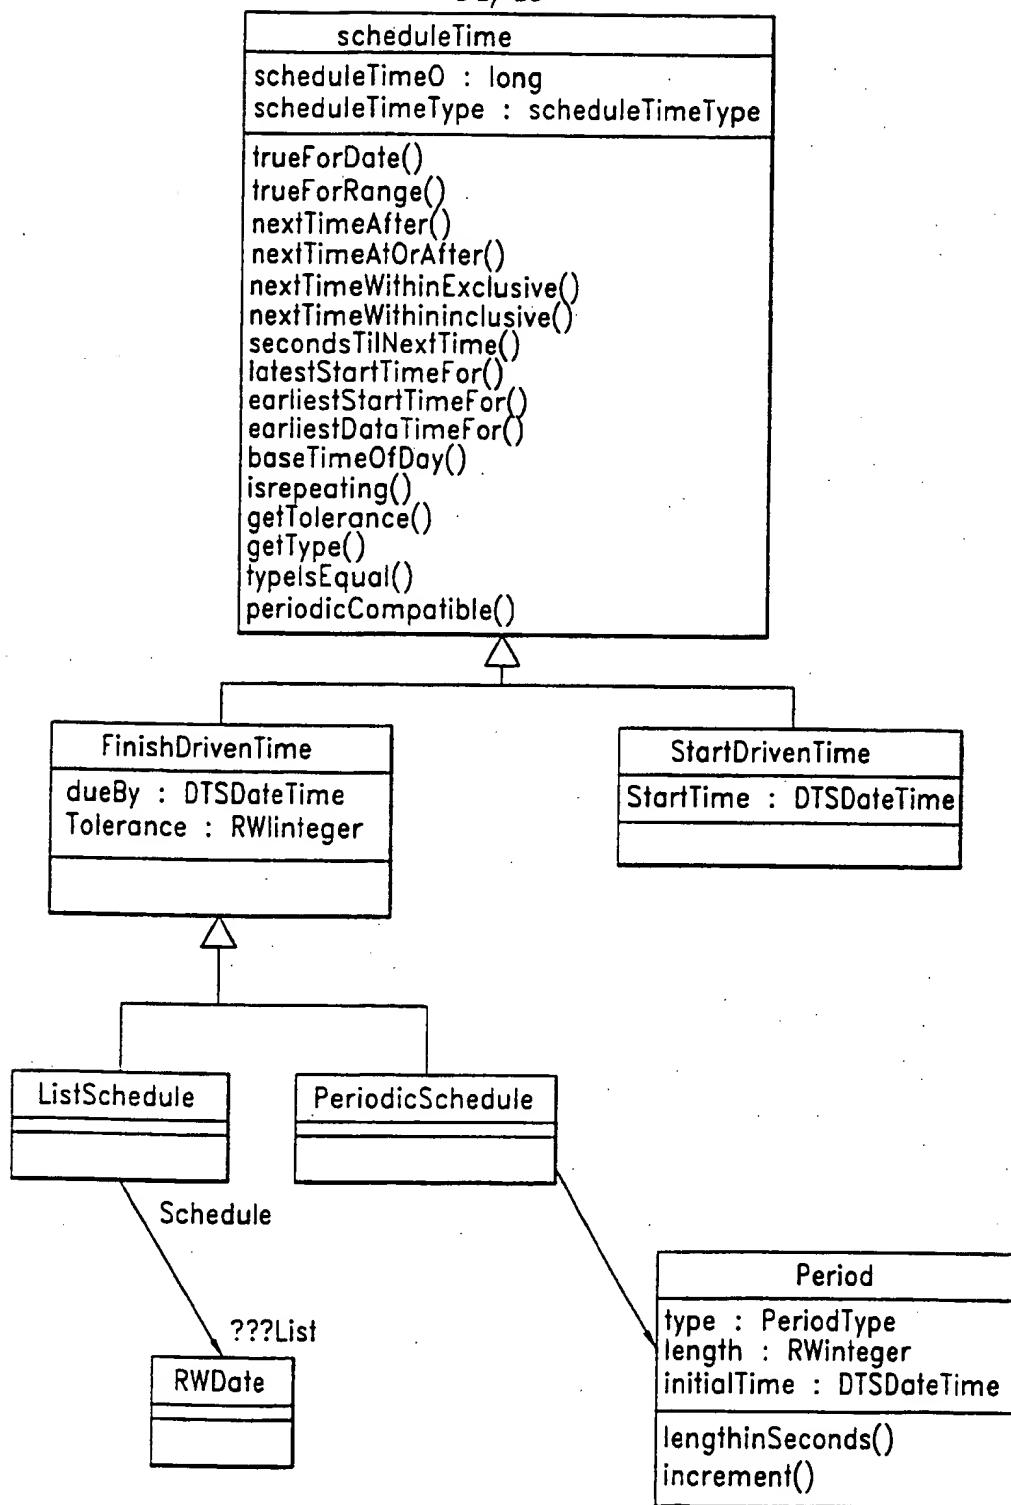 scheduleTime
scheduleTimeO : long
scheduleTimeType : scheduleTimeType
trueForDate()
trueForRange()
nextTimeAfter()
nextTimeAtOrAfter()
nextTimeWithinExclusive()
nextTimeWithininclusive()
secondsTilNextTime()
latestStartTimeFor()
earliestStartTimeFor()
earliestDataTimeFor()
baseTimeOfDay()
isrepeating()
getTolerance()
getType()
typeIsEqual()
periodicCompatible()
FinishDrivenTime
dueBy : DTSDateTime
Tolerance : RWlinteger
StartDrivenTime
StartTime : DTSDateTime
ListSchedule
PeriodicSchedule
Schedule
???List
RWDate
Period
type : PeriodType
length : RWinteger
initialTime : DTSDateTime
lengthinSeconds()
increment()